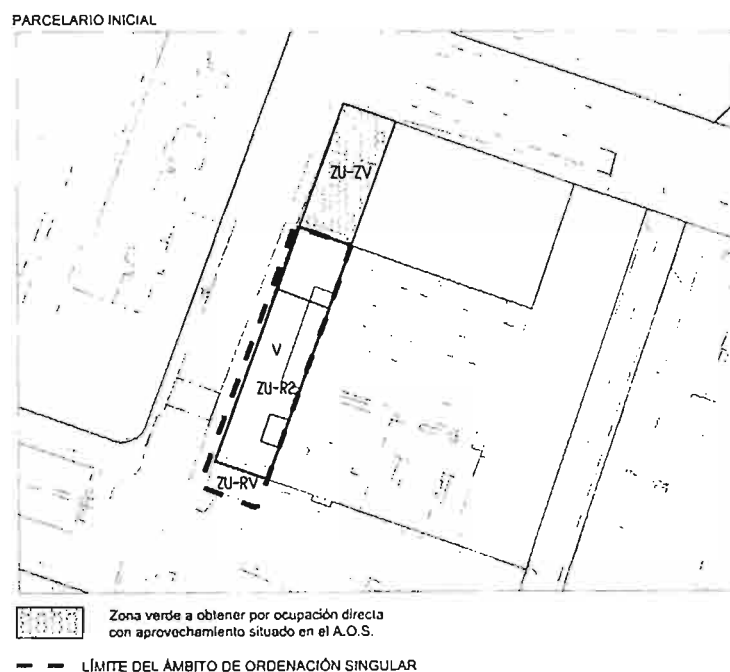 PARCELARIO INICIAL
ZU-ZV
V
ZU-R2
ZU-RV
Zona verde a obtener por ocupación directa
con aprovechamiento situado en el A.O.S.
LÍMITE DEL ÁMBITO DE ORDENACIÓN SINGULAR